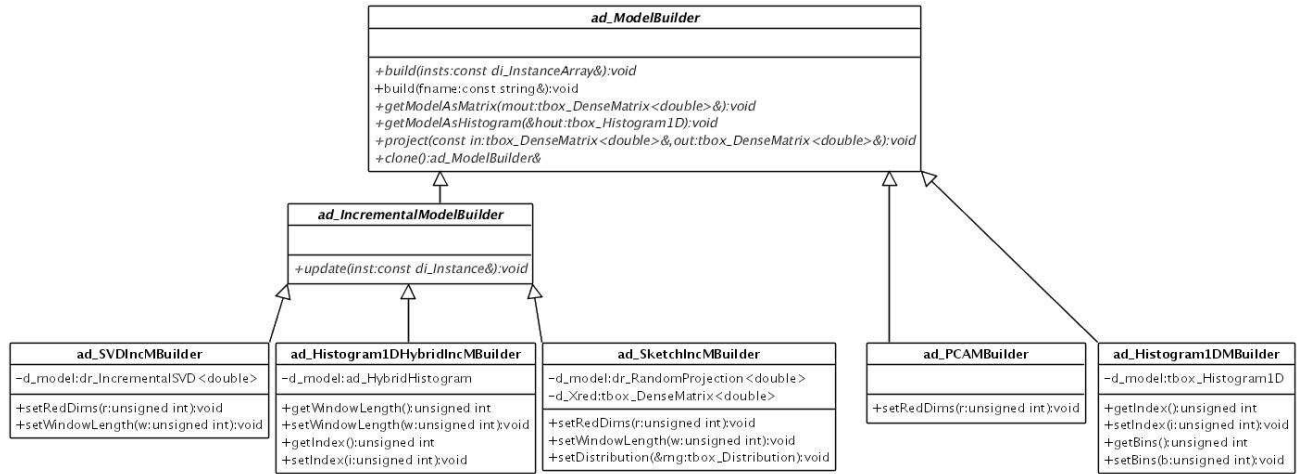 ad_ModelBuilder
+build(insts:const di_InstanceArray&):void
+build(fname:const string&):void
+getModelAsMatrix(mout:tbox_DenseMatrix<double>&):void
+getModelAsHistogram(&hout:tbox_Histogram1D):void
+project(const in:tbox_DenseMatrix<double>&,out:tbox_DenseMatrix<double>&):void
+clone():ad_ModelBuilder&
ad_IncrementalModelBuilder
+update(inst:const di_Instance&):void
ad_SVDIncMBuilder
-d_model:dr_IncrementalSVD<double>
+setRedDims(r:unsigned int):void
+setWindowLength(w:unsigned int):void
ad_Histogram1DHybridIncMBuilder
-d_model:ad_HybridHistogram
+getWindowLength():unsigned int
+setWindowLength(w:unsigned int):void
+getIndex():unsigned int
+setIndex(i:unsigned int):void
ad_SketchIncMBuilder
-d_model:dr_RandomProjection<double>
-d_Xred:tbox_DenseMatrix<double>
+setRedDims(r:unsigned int):void
+setWindowLength(w:unsigned int):void
+setDistribution(&rng:tbox_Distribution):void
ad_PCAMBuilder
+setRedDims(r:unsigned int):void
ad_Histogram1DMBuilder
-d_model:tbox_Histogram1D
+getIndex():unsigned int
+setIndex(i:unsigned int):void
+getBins():unsigned int
+setBins(b:unsigned int):void